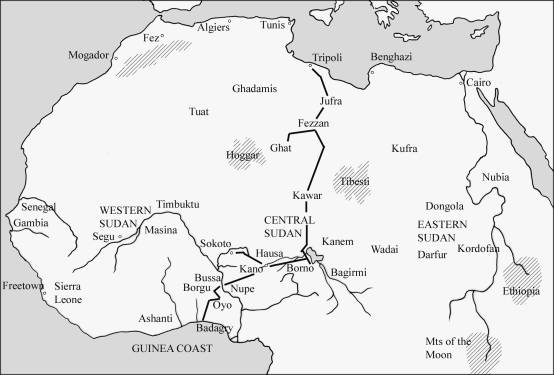 Algiers
Tunis
Fez
Mogador
Tripoli
Benghazi
Cairo
Ghadamis
Jufra
Tuat
Fezzan
Ghat
Hoggar
Kufra
Tibesti
Nubia
Kawar
Senegal
Gambia
WESTERN
SUDAN
Timbuktu
Segu
Masina
CENTRAL
SUDAN
Dongola
EASTERN
SUDAN
Sokoto
Hausa
Kanem
Wadai
Darfur
Kordofan
Kano
Borno
Bagirmi
Freetown
Sierra
Leone
Bussa
Borgu
Nupe
Ethiopia
Oyo
Ashanti
Badagry
GUINEA COAST
Mts of the
Moon